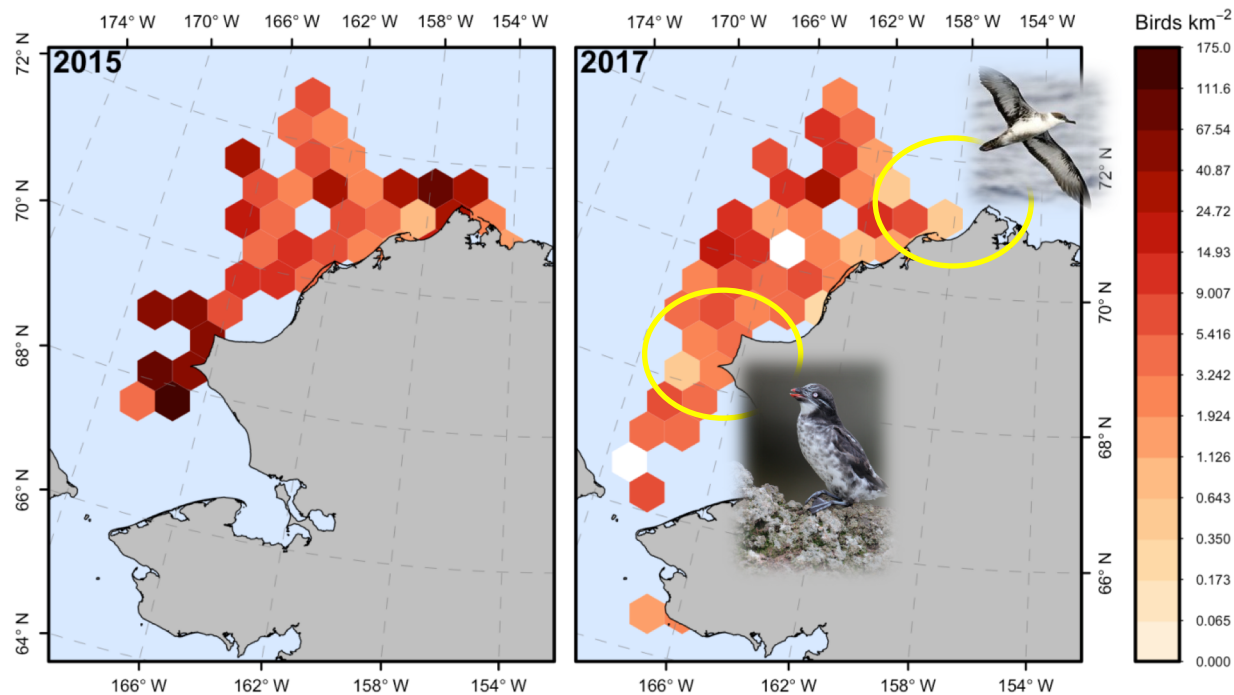 174° W 170° W 166° W 162° W 158° W 154° W 174° W 170° W 166° W 162° W 158° W 154° W Birds km⁻²
2015
2017
72° N
70° N
68° N
66° N
64° N
72° N
70° N
68° N
66° N
175.0
111.6
67.54
40.87
24.72
14.93
9.007
5.416
3.242
1.924
1.126
0.643
0.350
0.173
0.065
0.000
166° W 162° W 158° W 154° W 166° W 162° W 158° W 154° W